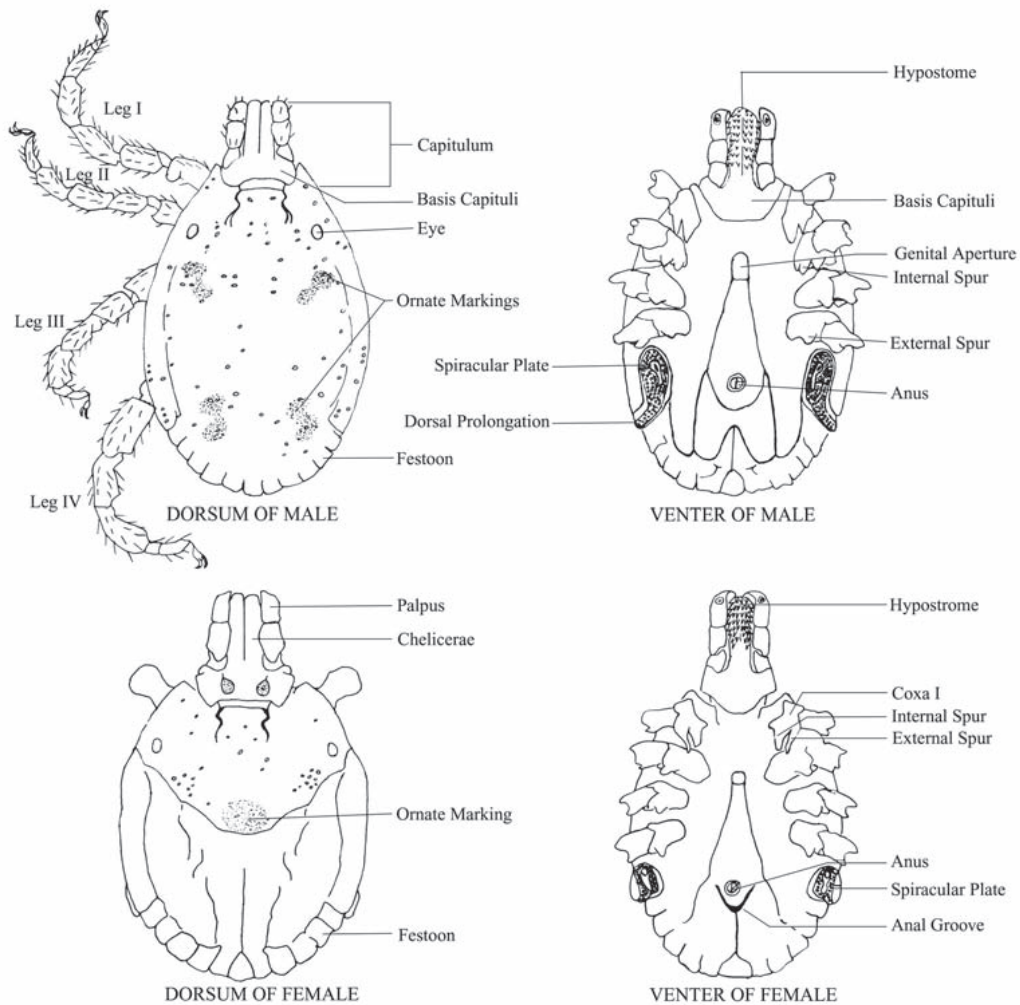 Leg I
Leg II
Leg III
Leg IV
Capitulum
Basis Capituli
Eye
Ornate Markings
Festoon
DORSUM OF MALE
Hypostome
Basis Capituli
Genital Aperture
Internal Spur
External Spur
Spiracular Plate
Anus
Dorsal Prolongation
VENTER OF MALE
Palpus
Chelicerae
Ornate Marking
Festoon
DORSUM OF FEMALE
Hypostrome
Coxa I
Internal Spur
External Spur
Anus
Spiracular Plate
Anal Groove
VENTER OF FEMALE